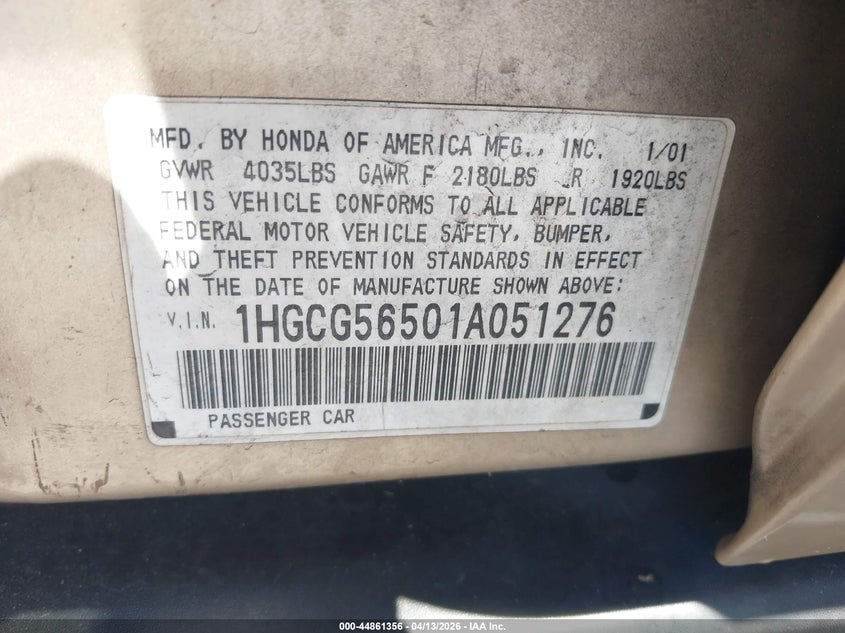 MFD. BY HONDA OF AMERICA MFG., INC. 1/01
GVWR 4035LBS GAWR F 2180LBS R 1920LBS
THIS VEHICLE CONFORMS TO ALL APPLICABLE
FEDERAL MOTOR VEHICLE SAFETY, BUMPER,
AND THEFT PREVENTION STANDARDS IN EFFECT
ON THE DATE OF MANUFACTURE SHOWN ABOVE:
V.I.N. 1HGCG56501A051276
PASSENGER CAR
000-44861356 - 04/13/2026 - IAA Inc.